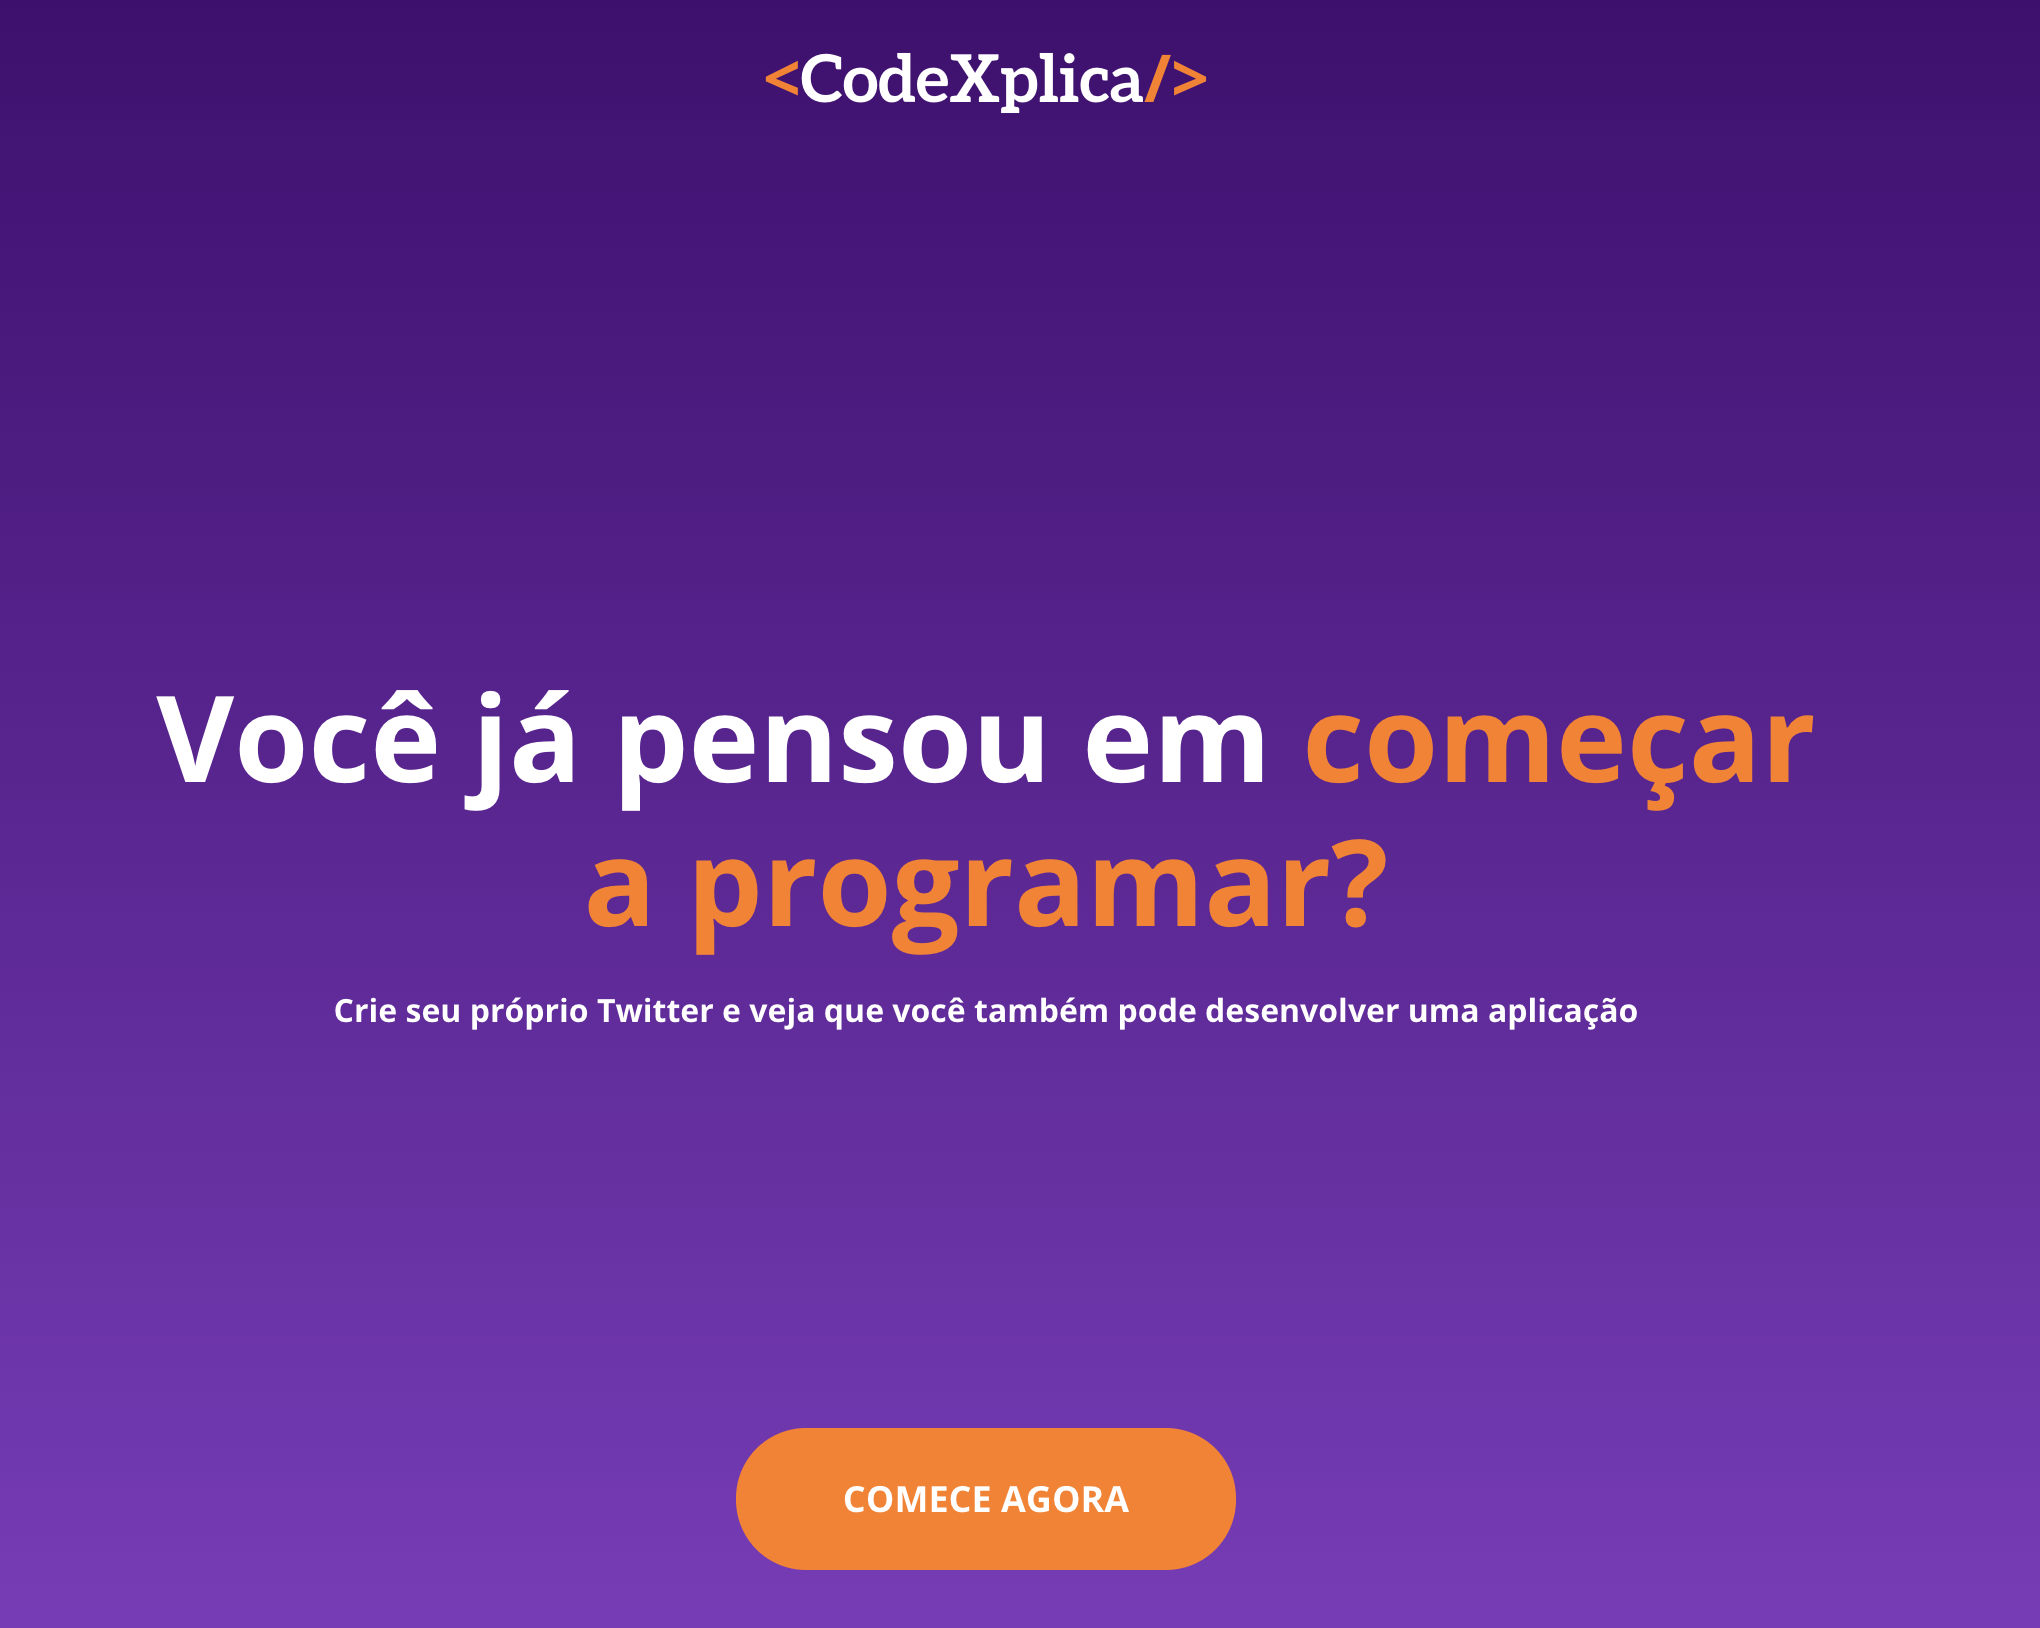 <CodeXplica/>
Você já pensou em começar
a programar?
Crie seu próprio Twitter e veja que você também pode desenvolver uma aplicação
COMECE AGORA